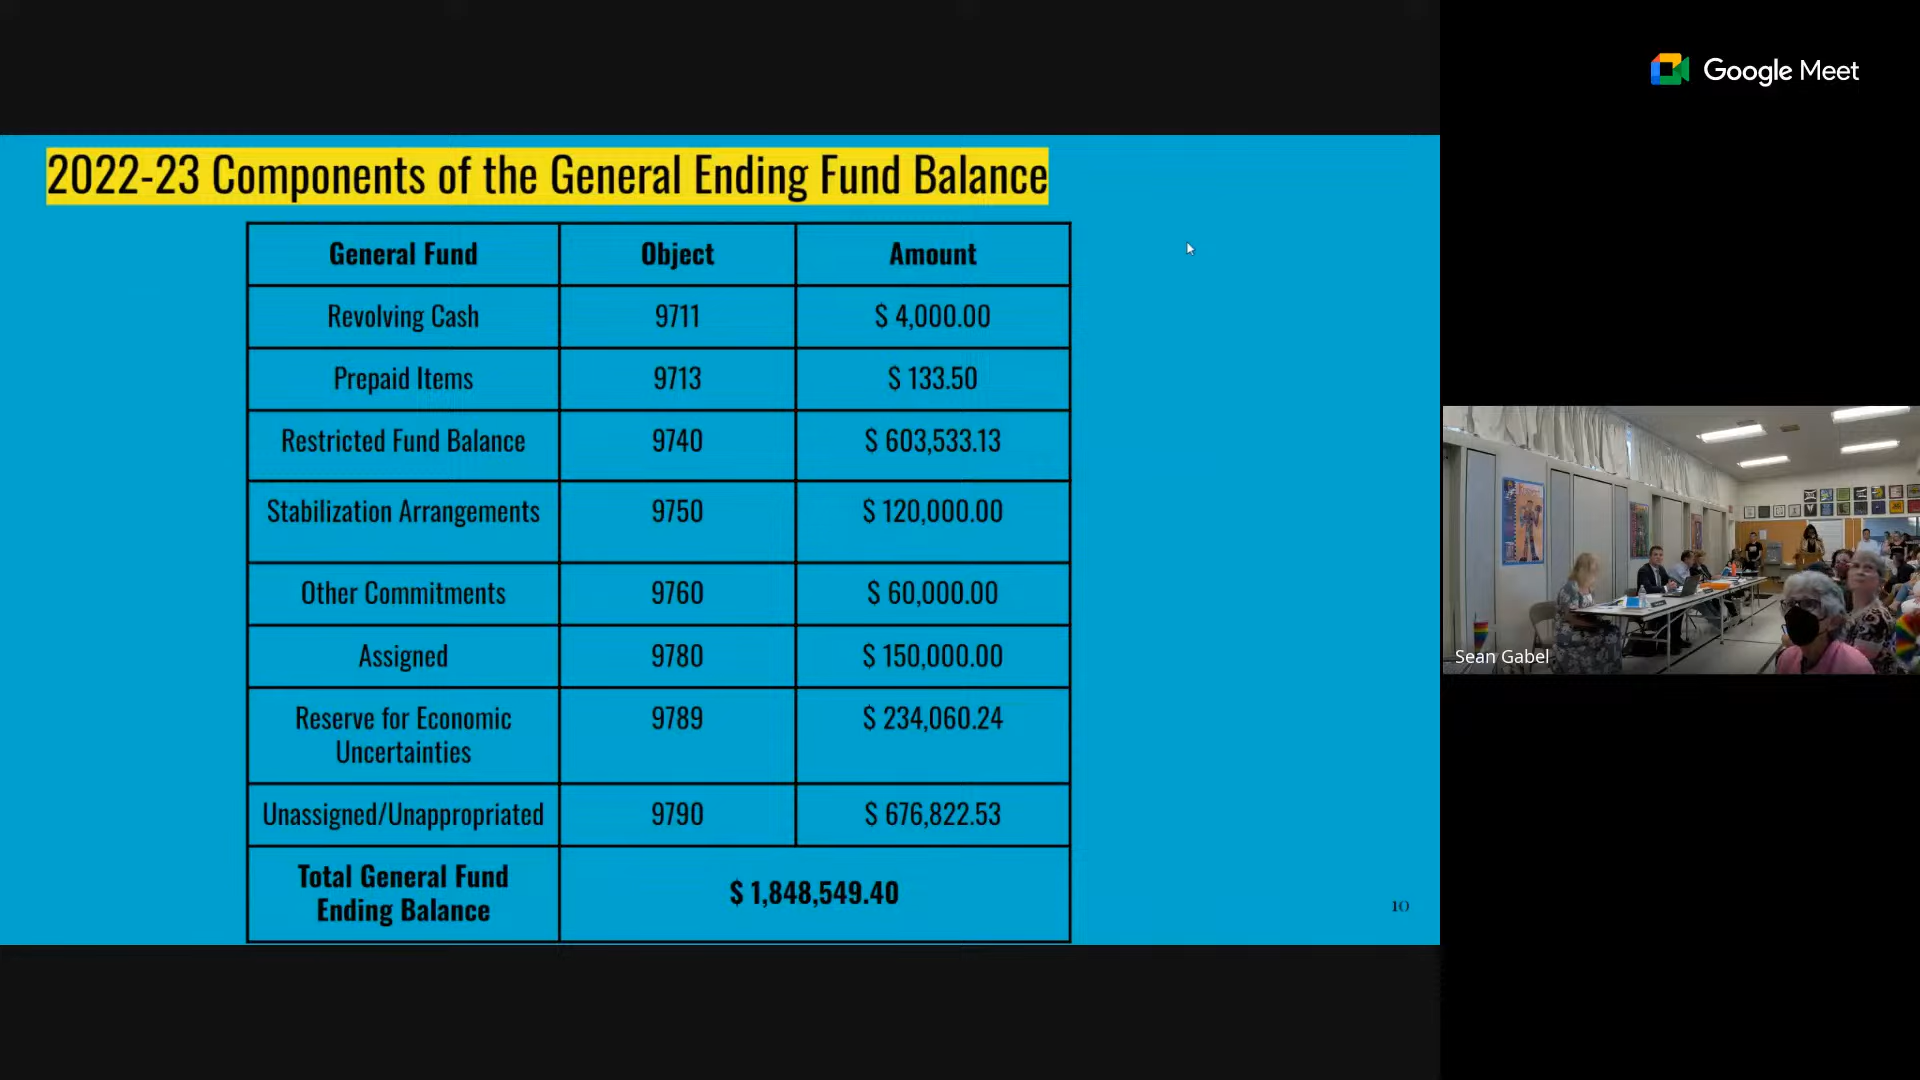 Google Meet
2022-23 Components of the General Ending Fund Balance
General Fund Object Amount
Revolving Cash 9711 $ 4,000.00
Prepaid Items 9713 $ 133.50
Restricted Fund Balance 9740 $ 603,533.13
Stabilization Arrangements 9750 $ 120,000.00
Other Commitments 9760 $ 60,000.00
Assigned 9780 $ 150,000.00
Reserve for Economic 9789 $ 234,060.24
Uncertainties
Unassigned/Unappropriated 9790 $ 676,822.53
Total General Fund
Ending Balance
$ 1,848,549.40
10
Sean Gabel